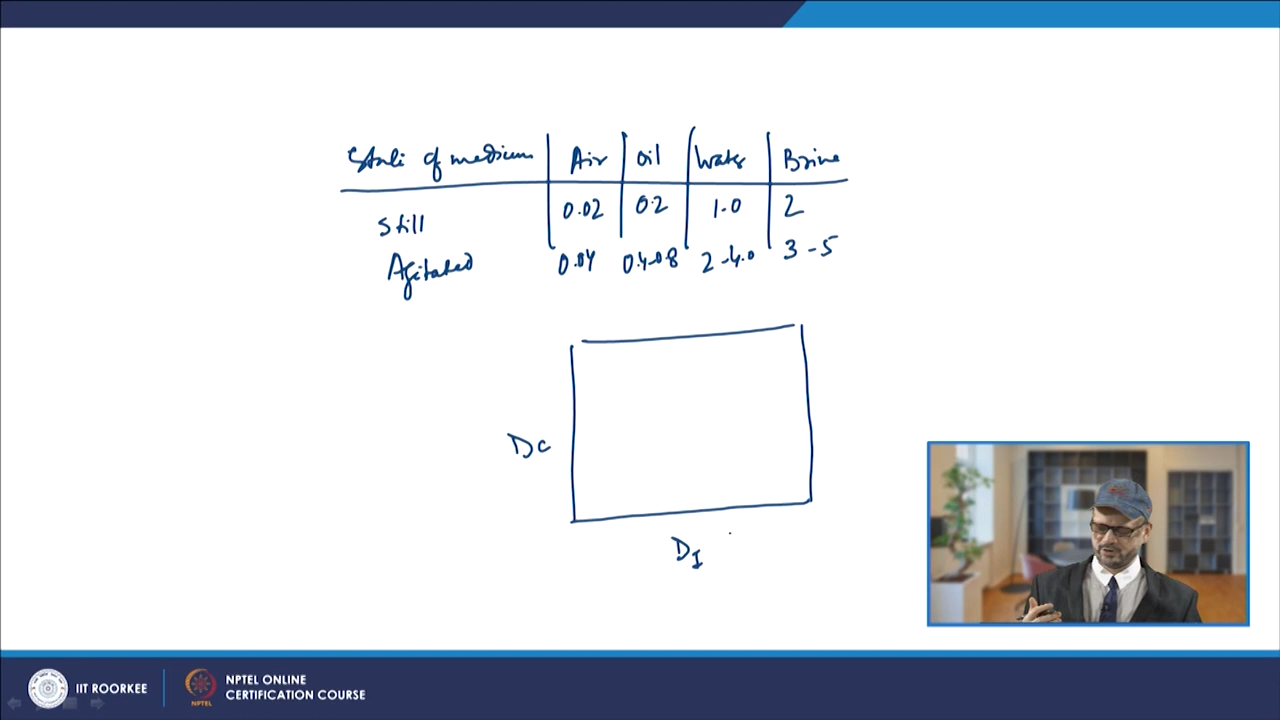 State of medium Air Oil Water Brine
Still 0.02 0.2 1.0 2
Agitated 0.04 0.4-0.8 2-4.0 3-5
Dc
DI
IIT ROORKEE
NPTEL
NPTEL ONLINE
CERTIFICATION COURSE